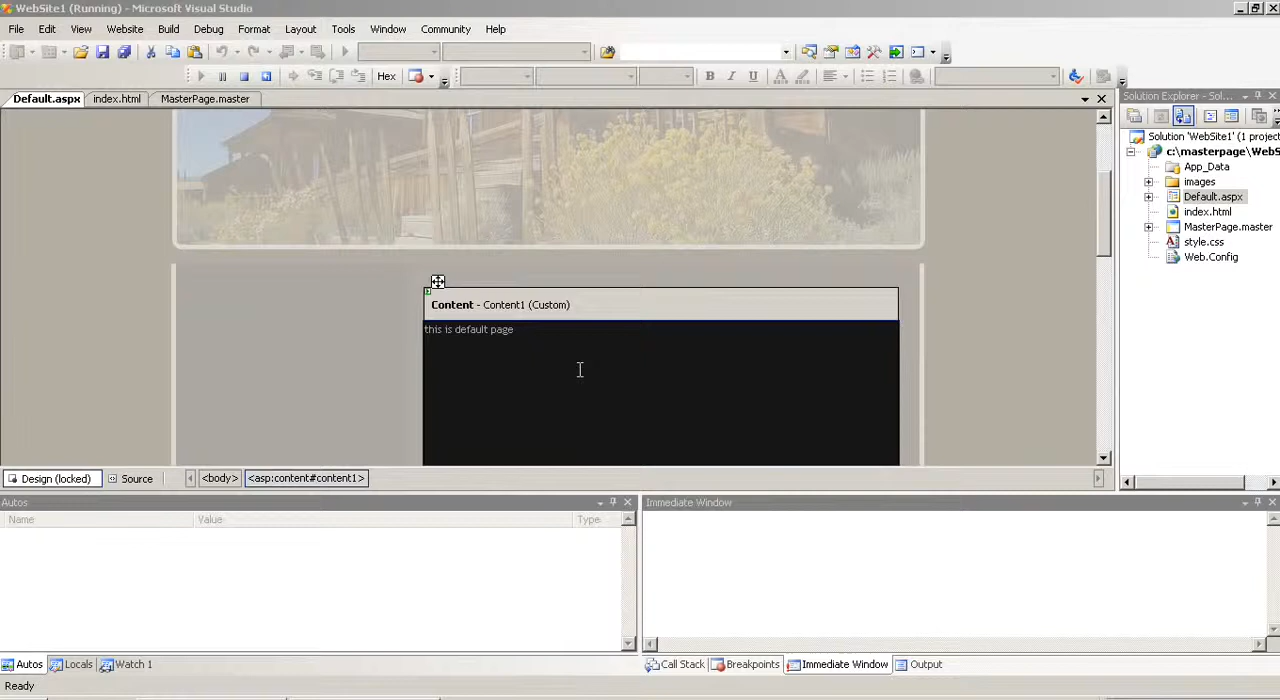 WebSite1 (Running) - Microsoft Visual Studio
File Edit View Website Build Debug Format Layout Tools Window Community Help
Hex B I U A
Default.aspx index.html MasterPage.master
Solution Explorer - Sol...
Solution 'WebSite1' (1 project
c:\masterpage\WebS
App_Data
images
Default.aspx
index.html
MasterPage.master
style.css
Web.Config
Content - Content1 (Custom)
this is default page
Design (locked) Source <body> <asp:content#content1>
Autos
Name Value Type
Immediate Window
Autos Locals Watch 1
Call Stack Breakpoints Immediate Window Output
Ready